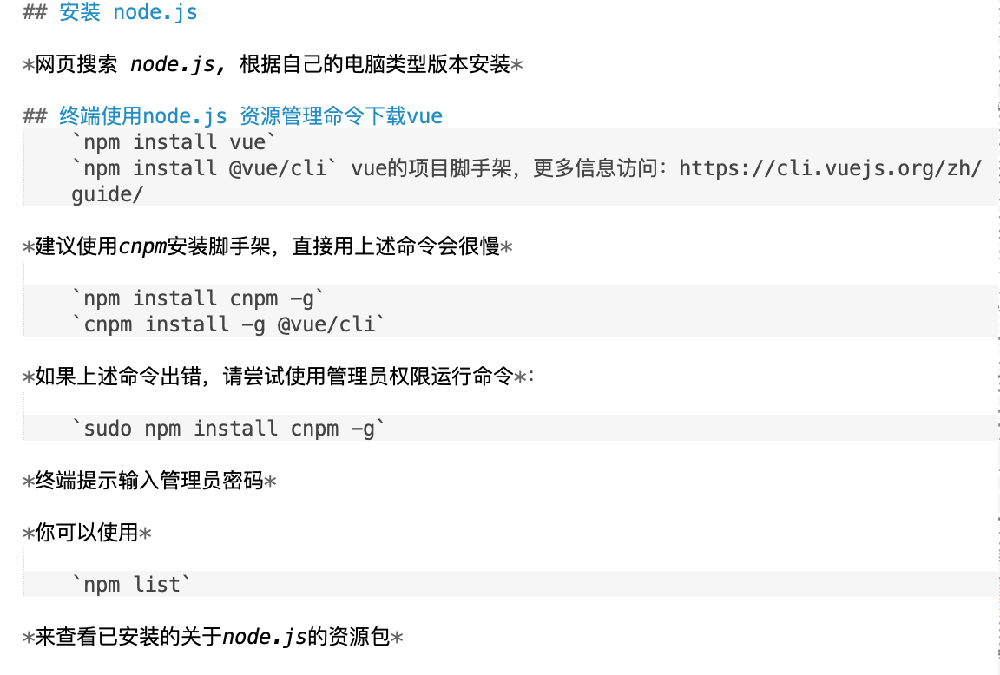 ## 安装 node.js
*网页搜索 node.js, 根据自己的电脑类型版本安装*
## 终端使用node.js 资源管理命令下载vue
`npm install vue`
`npm install @vue/cli` vue的项目脚手架，更多信息访问：https://cli.vuejs.org/zh/
guide/
*建议使用cnpm安装脚手架，直接用上述命令会很慢*
`npm install cnpm -g`
`cnpm install -g @vue/cli`
*如果上述命令出错，请尝试使用管理员权限运行命令*：
`sudo npm install cnpm -g`
*终端提示输入管理员密码*
*你可以使用*
`npm list`
*来查看已安装的关于node.js的资源包*